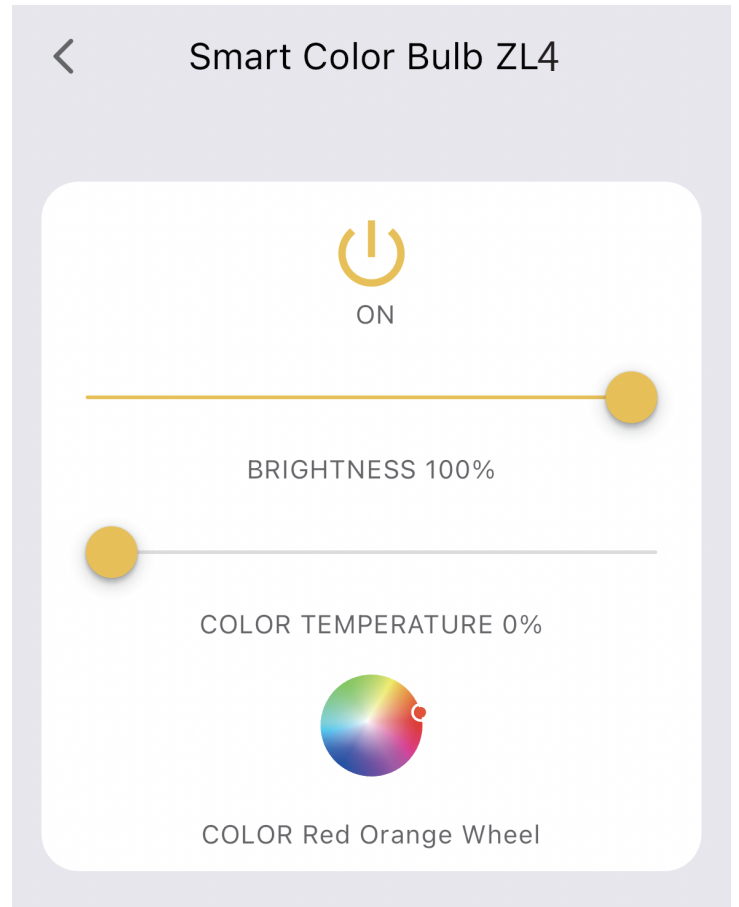 Smart Color Bulb ZL4
ON
BRIGHTNESS 100%
COLOR TEMPERATURE 0%
COLOR Red Orange Wheel